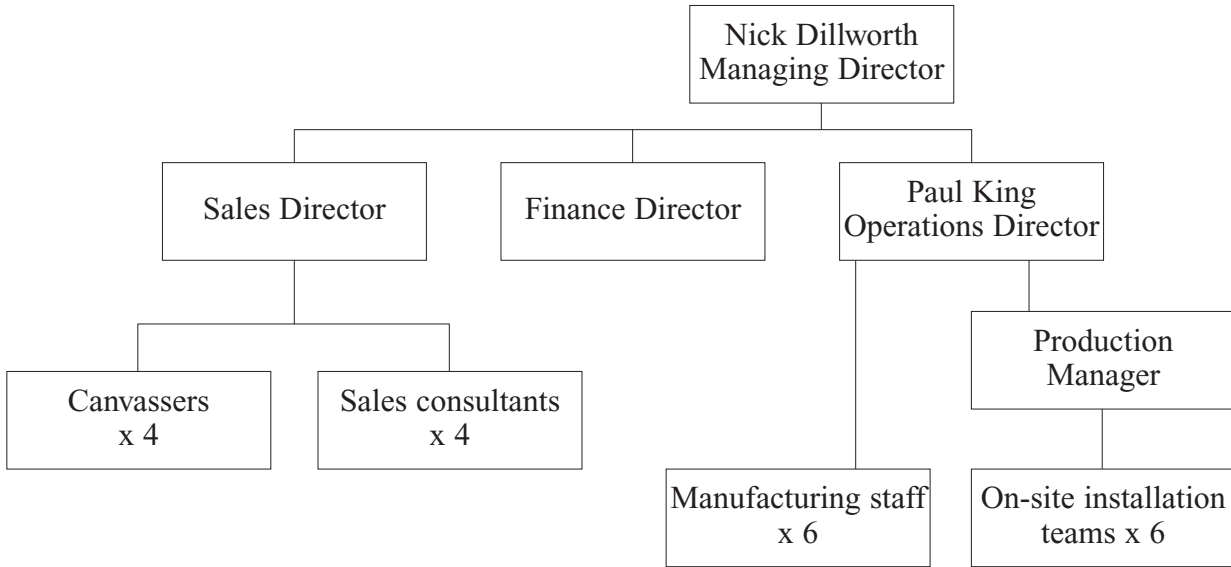 Nick Dillworth
Managing Director
Sales Director
Finance Director
Paul King
Operations Director
Production
Manager
Canvassers
x 4
Sales consultants
x 4
Manufacturing staff
x 6
On-site installation
teams x 6